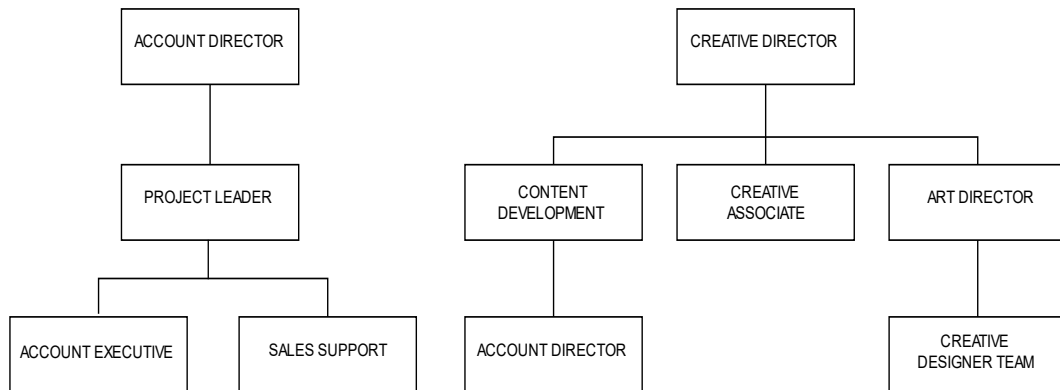 ACCOUNT DIRECTOR
CREATIVE DIRECTOR
PROJECT LEADER
CONTENT
DEVELOPMENT
CREATIVE
ASSOCIATE
ART DIRECTOR
ACCOUNT EXECUTIVE
SALES SUPPORT
ACCOUNT DIRECTOR
CREATIVE
DESIGNER TEAM